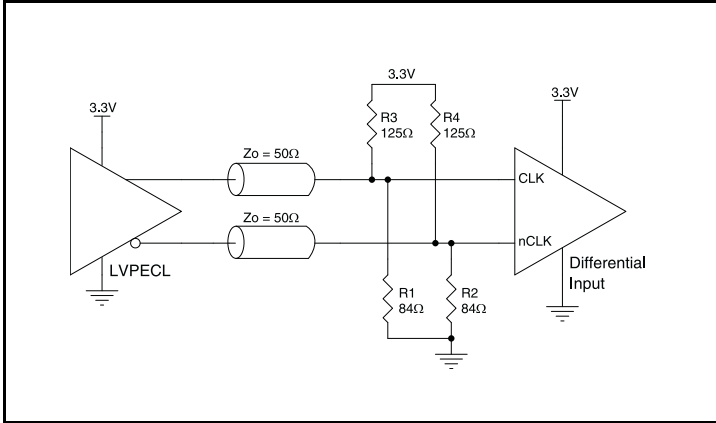 3.3V
3.3V
3.3V
R3
125Ω
R4
125Ω
Zo = 50Ω
CLK
Zo = 50Ω
nCLK
LVPECL
Differential
Input
R1
84Ω
R2
84Ω